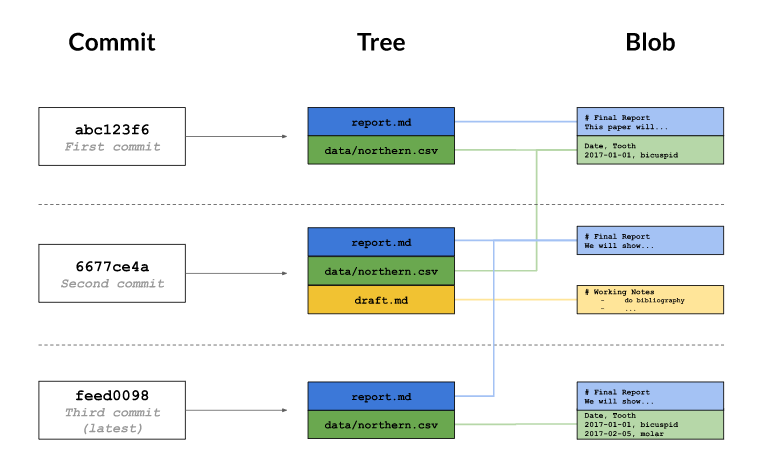 Commit Tree Blob
abc123f6
First commit
report.md
data/northern.csv
# Final Report
This paper will...
Date, Tooth
2017-01-01, bicuspid
6677ce4a
Second commit
report.md
data/northern.csv
draft.md
# Final Report
We will show...
# Working Notes
- do bibliography
- ...
feed0098
Third commit
(latest)
report.md
data/northern.csv
# Final Report
We will show...
Date, Tooth
2017-01-01, bicuspid
2017-02-05, molar